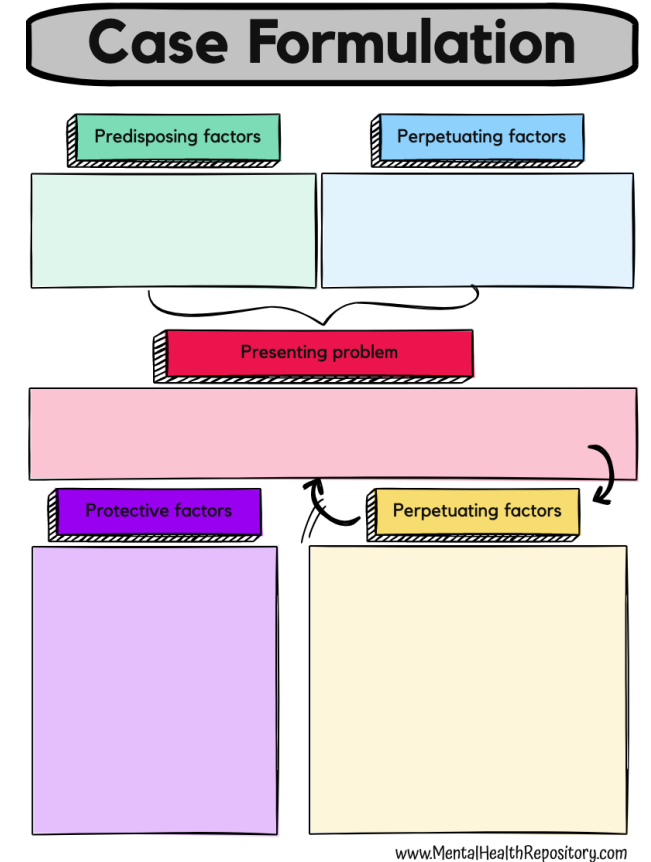 Case Formulation
Predisposing factors
Perpetuating factors
Presenting problem
Protective factors
Perpetuating factors
www.MentalHealthRepository.com